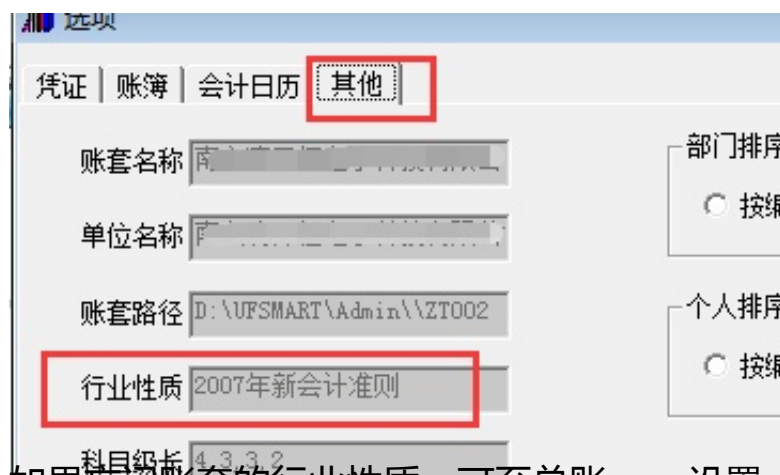 选项
凭证 账簿 会计日历 其他
账套名称 部门排序
按编
单位名称
账套路径 D:\UFSMART\Admin\\ZT002 个人排序
按编
行业性质 2007年新会计准则
科目级长 4.3.3.2
如果 账套的行业性质 可至总账 设置